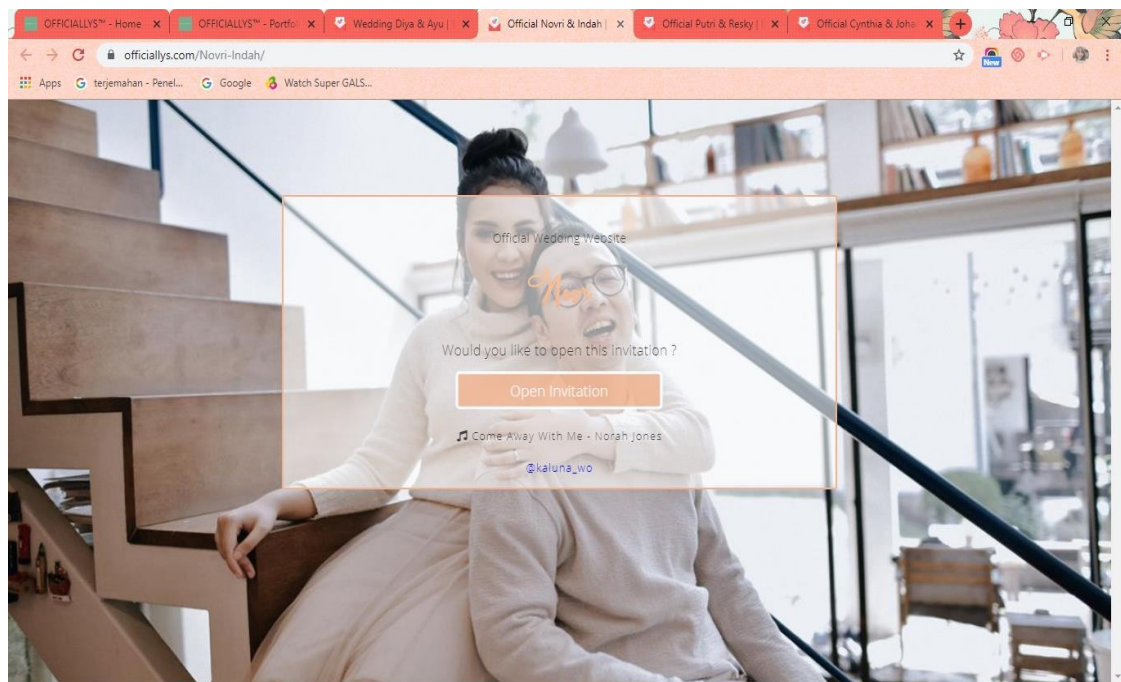 OFFICIALLYS™ - Home
OFFICIALLYS™ - Portfol
Wedding Diya & Ayu |
Official Novri & Indah |
Official Putri & Resky |
Official Cynthia & Joha
officiallys.com/Novri-Indah/
New
Apps
terjemahan - Penel...
Google
Watch Super GALS...
Official Wedding Website
Novr
Would you like to open this invitation ?
Open Invitation
Come Away With Me - Norah Jones
@kaluna_wo